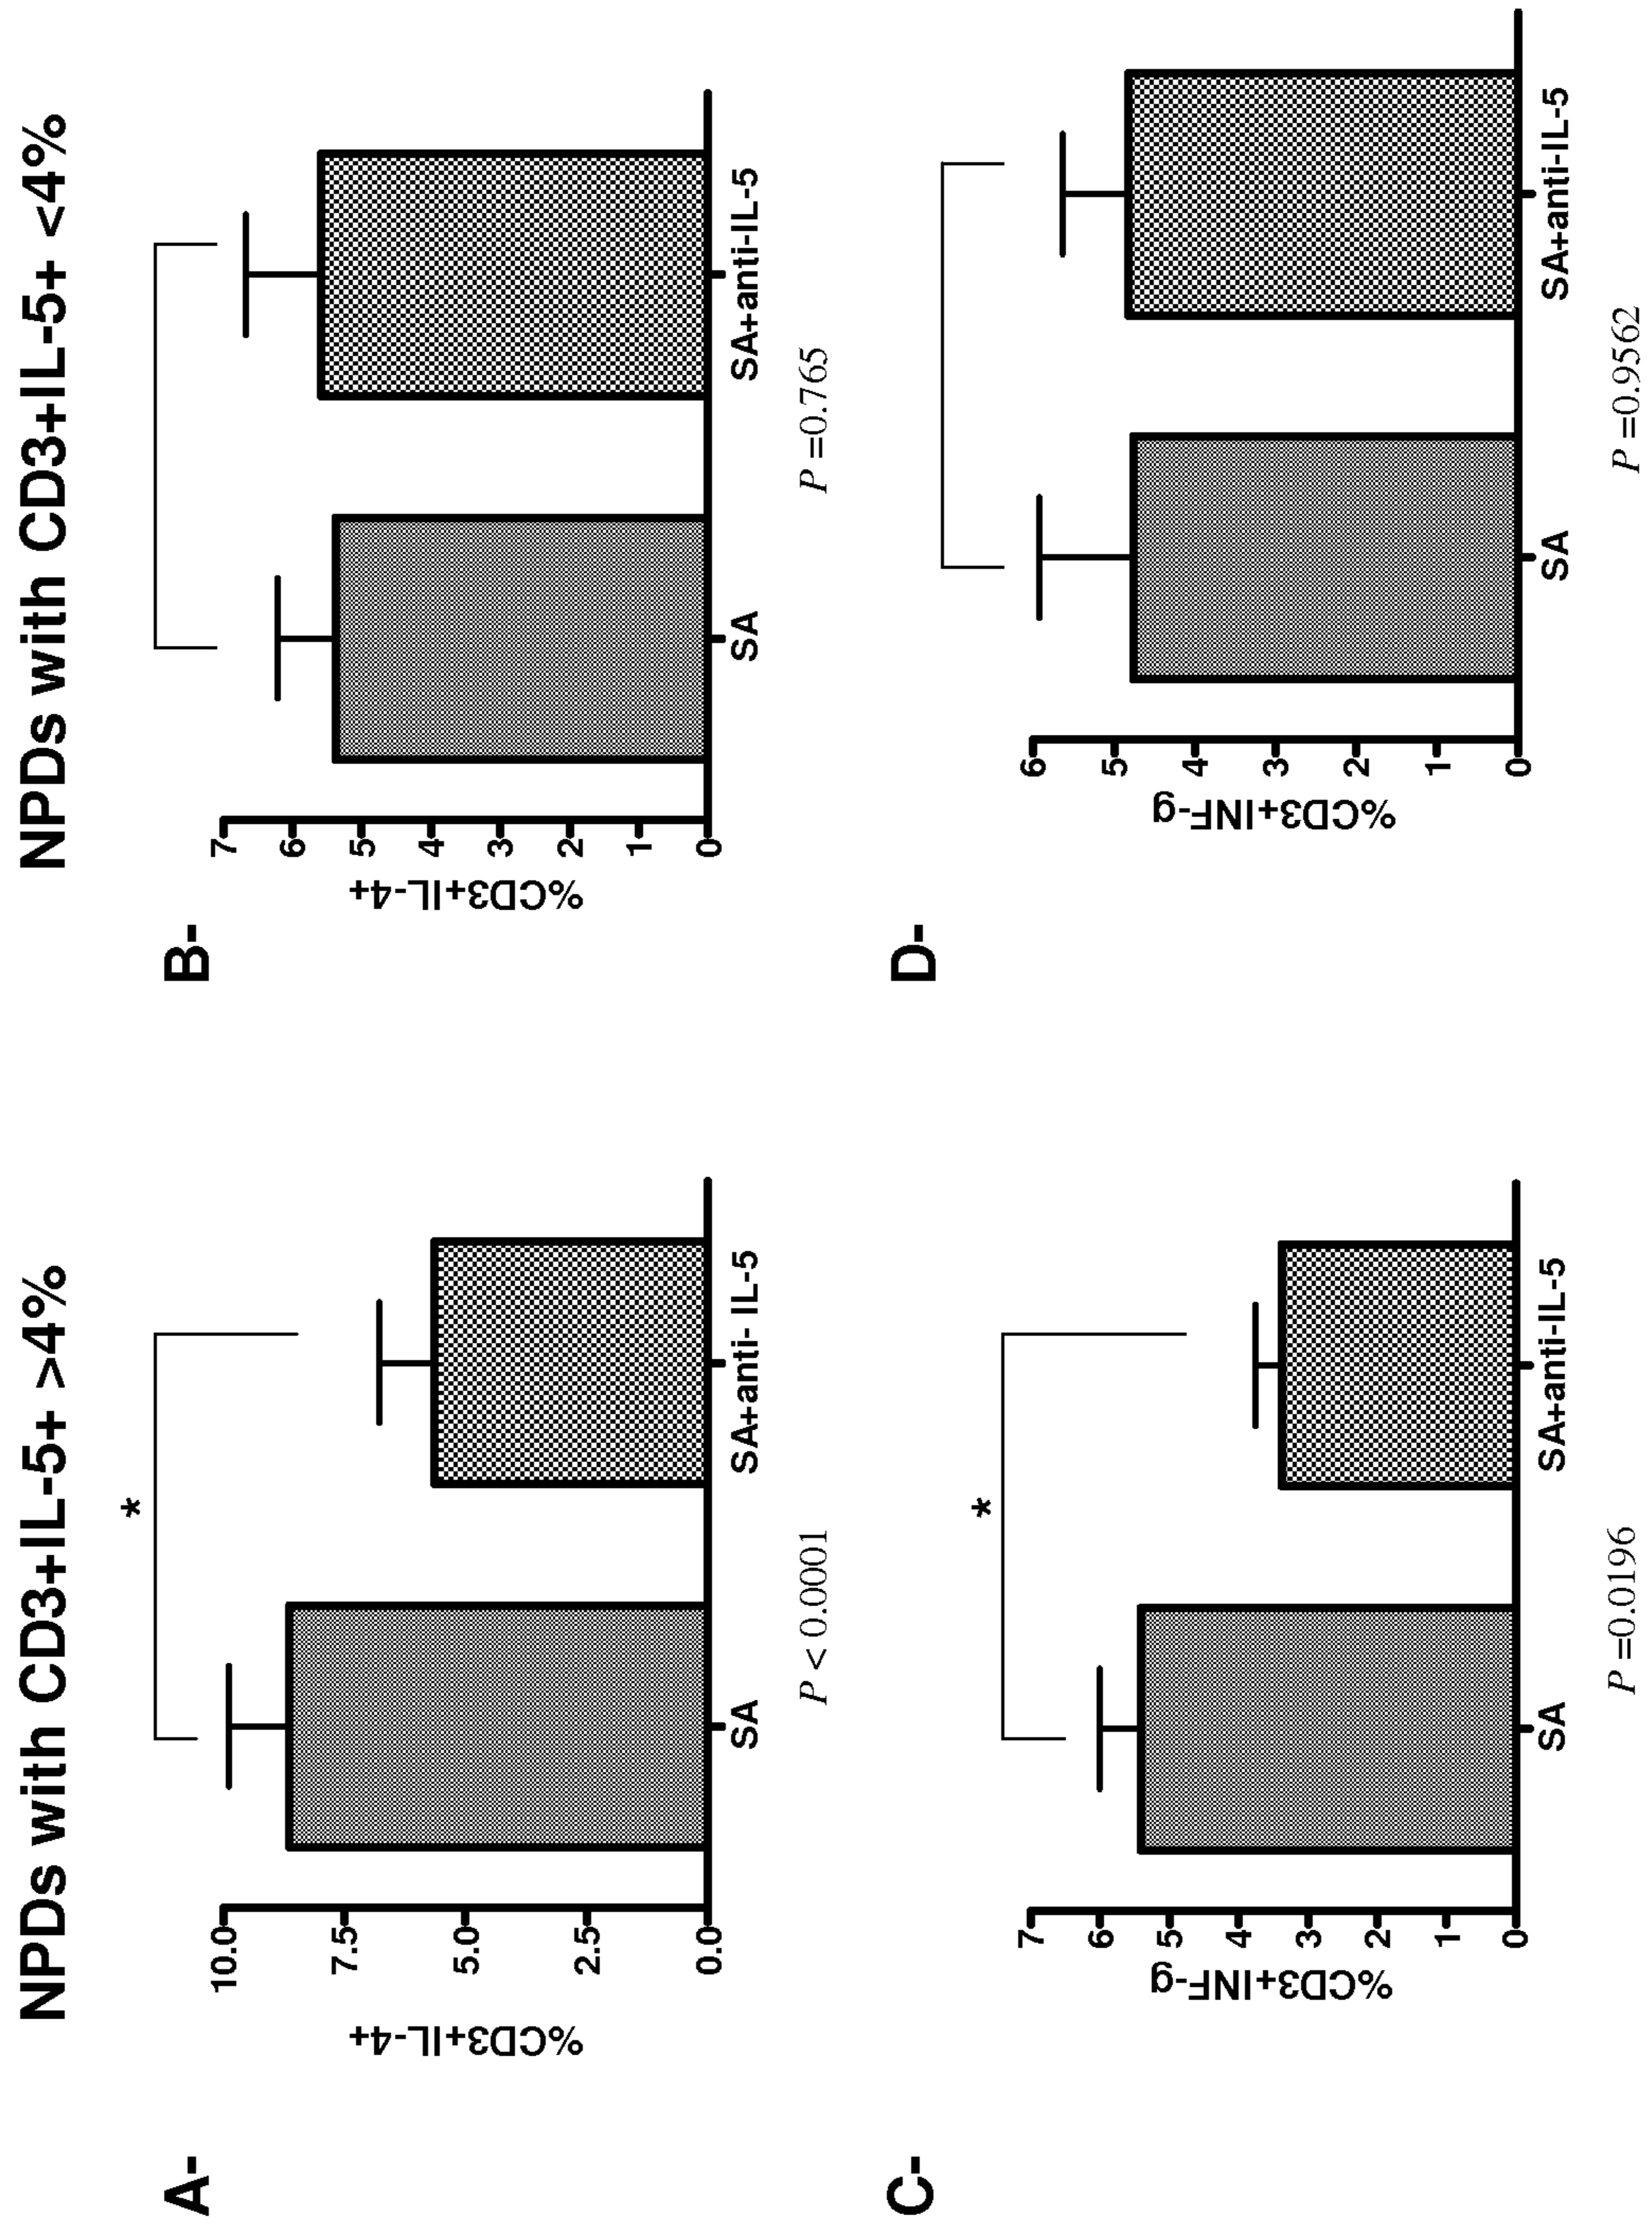 NPDs with CD3+IL-5+ >4%
NPDs with CD3+IL-5+ <4%
A-
%CD3+IL-4+
10.0
7.5
5.0
2.5
0.0
*
SA
SA+anti- IL-5
P < 0.0001
B-
%CD3+IL-4+
7
6
5
4
3
2
1
0
SA
SA+anti-IL-5
P =0.765
C-
%CD3+INF-g
7
6
5
4
3
2
1
0
*
SA
SA+anti-IL-5
P =0.0196
D-
%CD3+INF-g
6
5
4
3
2
1
0
SA
SA+anti-IL-5
P =0.9562